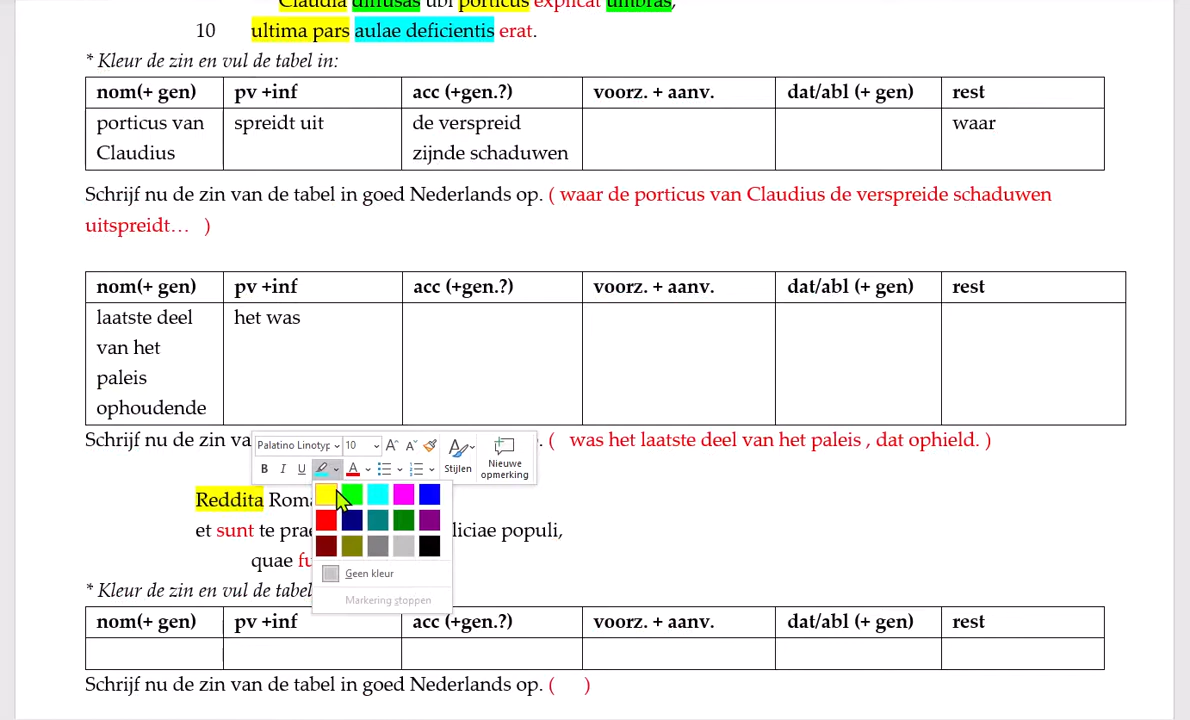 Claudia diffusas ubi porticus explicat umbras,
10 ultima pars aulae deficientis erat.
* Kleur de zin en vul de tabel in:
nom(+ gen) pv +inf acc (+gen.?) voorz. + aanv. dat/abl (+ gen) rest
porticus van spreidt uit de verspreid waar
Claudius zijnde schaduwen
Schrijf nu de zin van de tabel in goed Nederlands op. ( waar de porticus van Claudius de verspreide schaduwen
uitspreidt… )
nom(+ gen) pv +inf acc (+gen.?) voorz. + aanv. dat/abl (+ gen) rest
laatste deel het was
van het
paleis
ophoudende
Schrijf nu de zin va . ( was het laatste deel van het paleis , dat ophield. )
Palatino Linotyp 10
Stijlen Nieuwe
opmerking
Reddita Roma
et sunt te prae liciae populi,
quae fu
Geen kleur
* Kleur de zin en vul de tabel
Markering stoppen
nom(+ gen) pv +inf acc (+gen.?) voorz. + aanv. dat/abl (+ gen) rest
Schrijf nu de zin van de tabel in goed Nederlands op. ( )